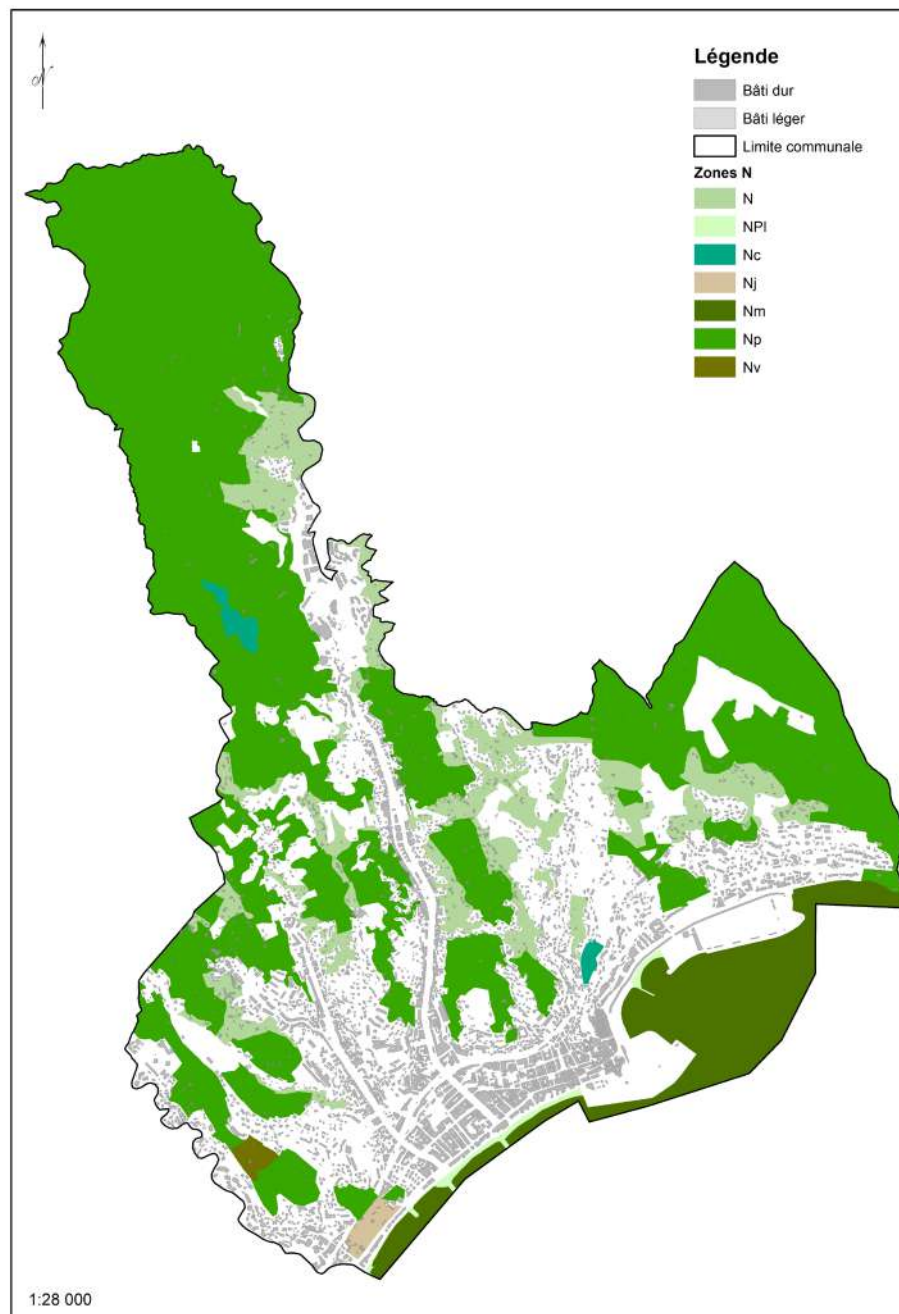 Légende
Bâti dur
Bâti léger
Limite communale
Zones N
N
NPl
Nc
Nj
Nm
Np
Nv
1:28 000